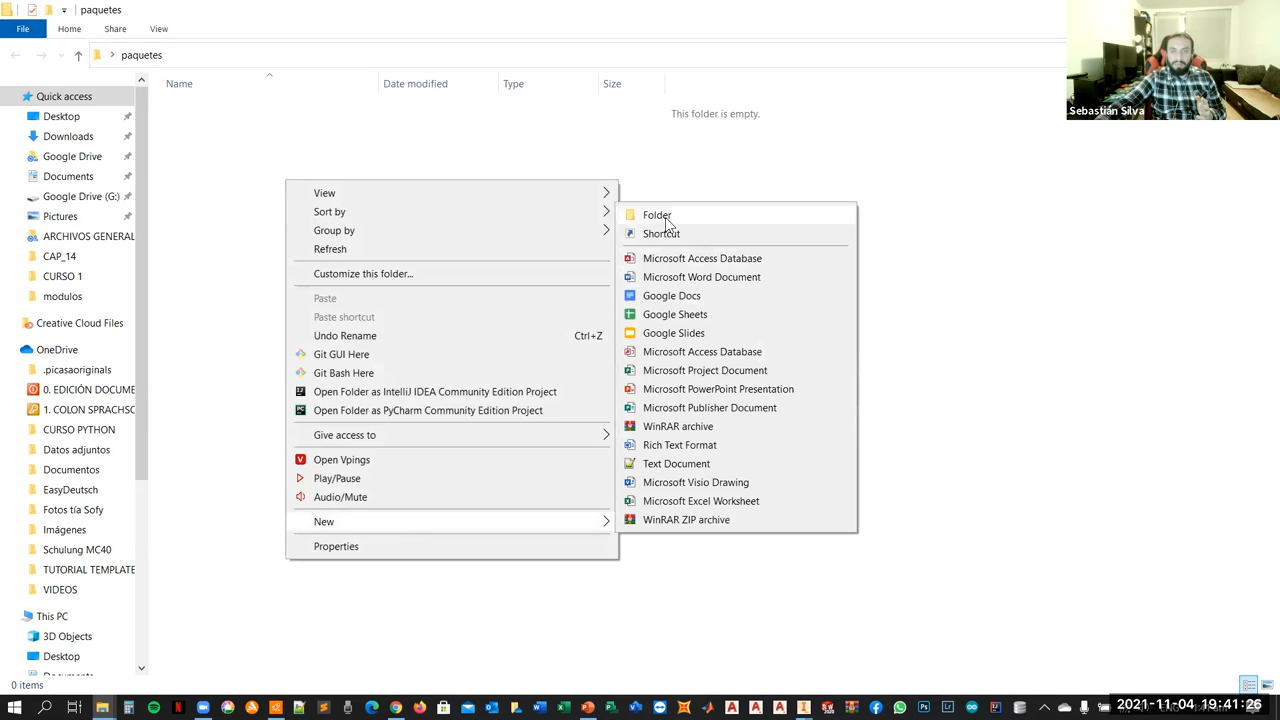 paquetes
File
Home
Share
View
paquetes
Name
Date modified
Type
Size
This folder is empty.
Sebastián Silva
Quick access
Desktop
Downloads
Google Drive
Documents
Google Drive (G:)
Pictures
ARCHIVOS GENERAL
CAP_14
CURSO 1
modulos
Creative Cloud Files
OneDrive
.picasaoriginals
0. EDICIÓN DOCUME
1. COLON SPRACHSC
CURSO PYTHON
Datos adjuntos
Documentos
EasyDeutsch
Fotos tía Sofy
Imágenes
Schulung MC40
TUTORIAL TEMPLATE
VIDEOS
This PC
3D Objects
Desktop
0 items
View
Sort by
Group by
Refresh
Customize this folder...
Paste
Paste shortcut
Undo Rename Ctrl+Z
Git GUI Here
Git Bash Here
Open Folder as IntelliJ IDEA Community Edition Project
Open Folder as PyCharm Community Edition Project
Give access to
Open Vpings
Play/Pause
Audio/Mute
New
Properties
Folder
Shortcut
Microsoft Access Database
Microsoft Word Document
Google Docs
Google Sheets
Google Slides
Microsoft Access Database
Microsoft Project Document
Microsoft PowerPoint Presentation
Microsoft Publisher Document
WinRAR archive
Rich Text Format
Text Document
Microsoft Visio Drawing
Microsoft Excel Worksheet
WinRAR ZIP archive
2021-11-04 19:41:26